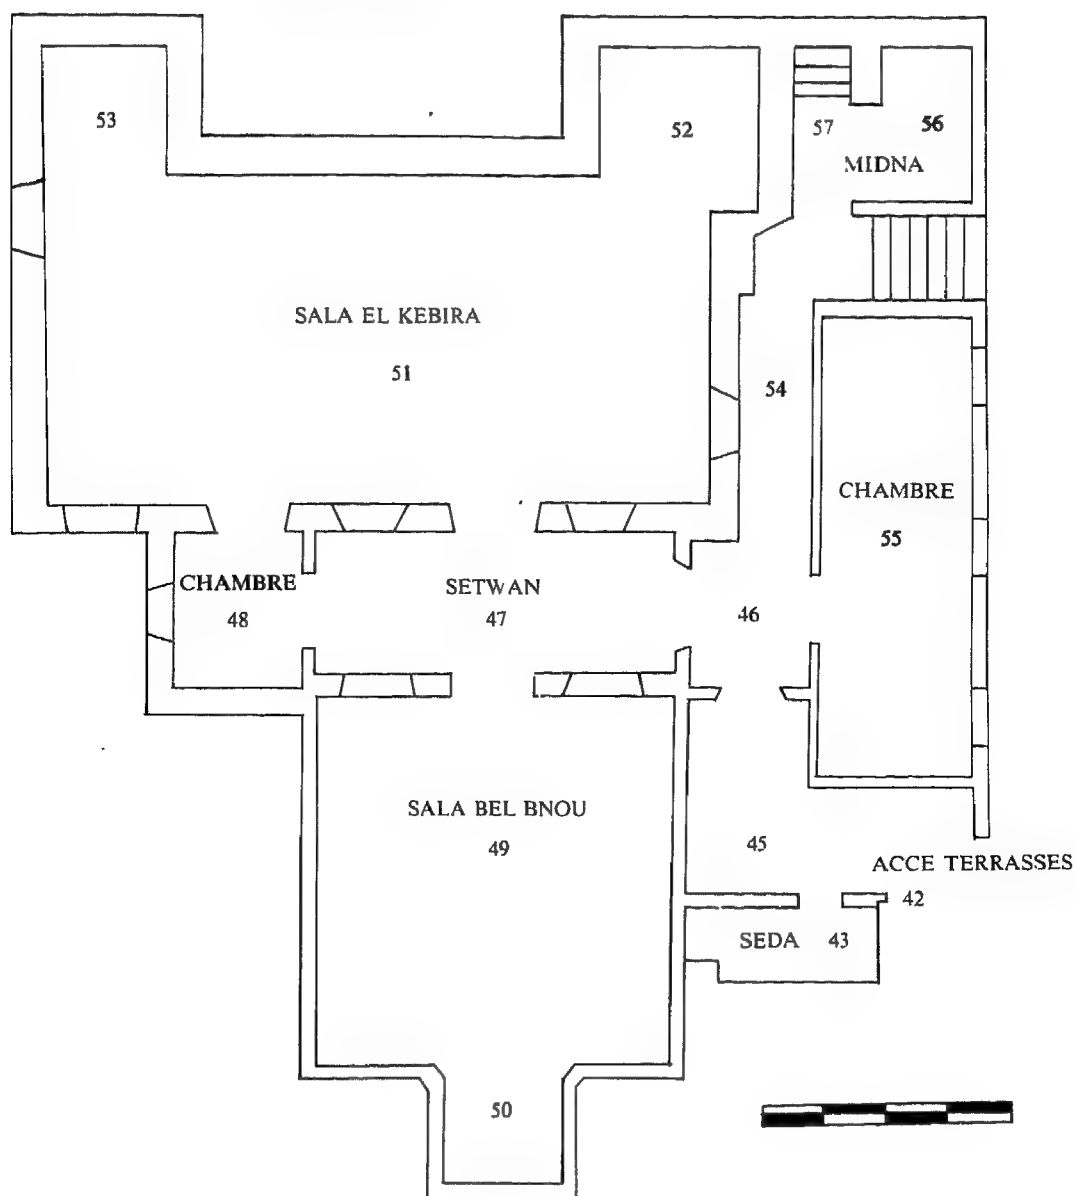 53
52
57
56
MIDNA
SALA EL KEBIRA
51
54
CHAMBRE
55
CHAMBRE
48
SETWAN
47
46
SALA BEL BNOU
49
45
ACCE TERRASSES
42
SEDA 43
50